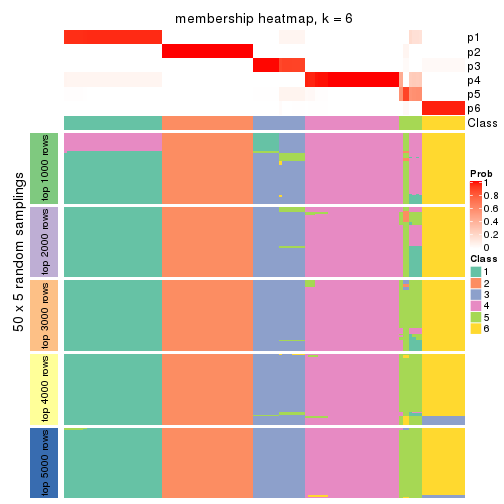 membership heatmap, k = 6
p1
p2
p3
p4
p5
p6
Class
50 x 5 random samplings
top 1000 rows
top 2000 rows
top 3000 rows
top 4000 rows
top 5000 rows
Prob
1
0.8
0.6
0.4
0.2
0
Class
1
2
3
4
5
6